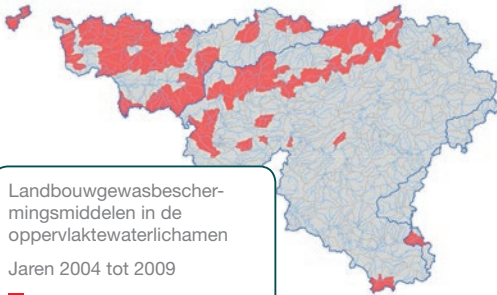 Landbouwgewasbescher-
mingsmiddelen in de
oppervlaktewaterlichamen
Jaren 2004 tot 2009